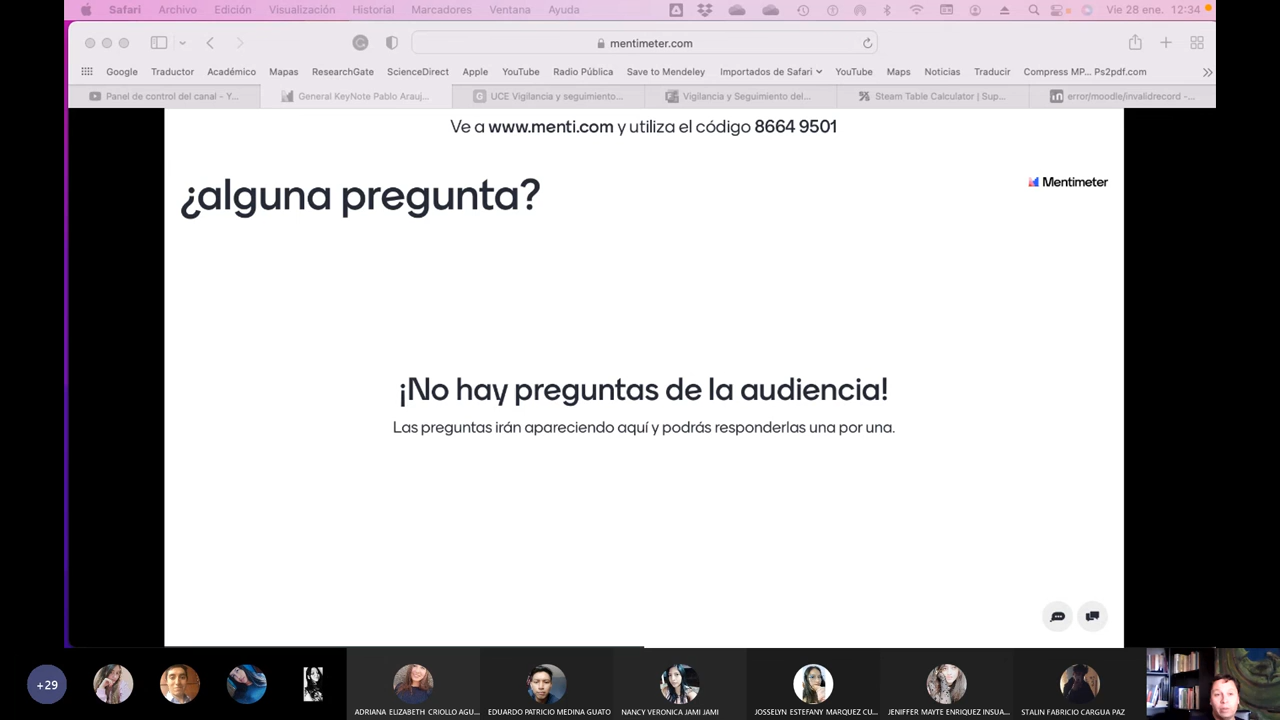 Safari Archivo Edición Visualización Historial Marcadores Ventana Ayuda Vie 28 ene. 12:34
mentimeter.com
Google Traductor Académico Mapas ResearchGate ScienceDirect Apple YouTube Radio Pública Save to Mendeley Importados de Safari YouTube Maps Noticias Traducir Compress MP... Ps2pdf.com
Panel de control del canal - Y... General KeyNote Pablo Arauj... UCE Vigilancia y seguimiento... Vigilancia y Seguimiento del... Steam Table Calculator | Sup... error/moodle/invalidrecord -...
Ve a www.menti.com y utiliza el código 8664 9501
¿alguna pregunta?
Mentimeter
¡No hay preguntas de la audiencia!
Las preguntas irán apareciendo aquí y podrás responderlas una por una.
+29
ADRIANA ELIZABETH CRIOLLO AGU... EDUARDO PATRICIO MEDINA GUATO NANCY VERONICA JAMI JAMI JOSSELYN ESTEFANY MARQUEZ CU... JENIFFER MAYTE ENRIQUEZ INSUA... STALIN FABRICIO CARGUA PAZ